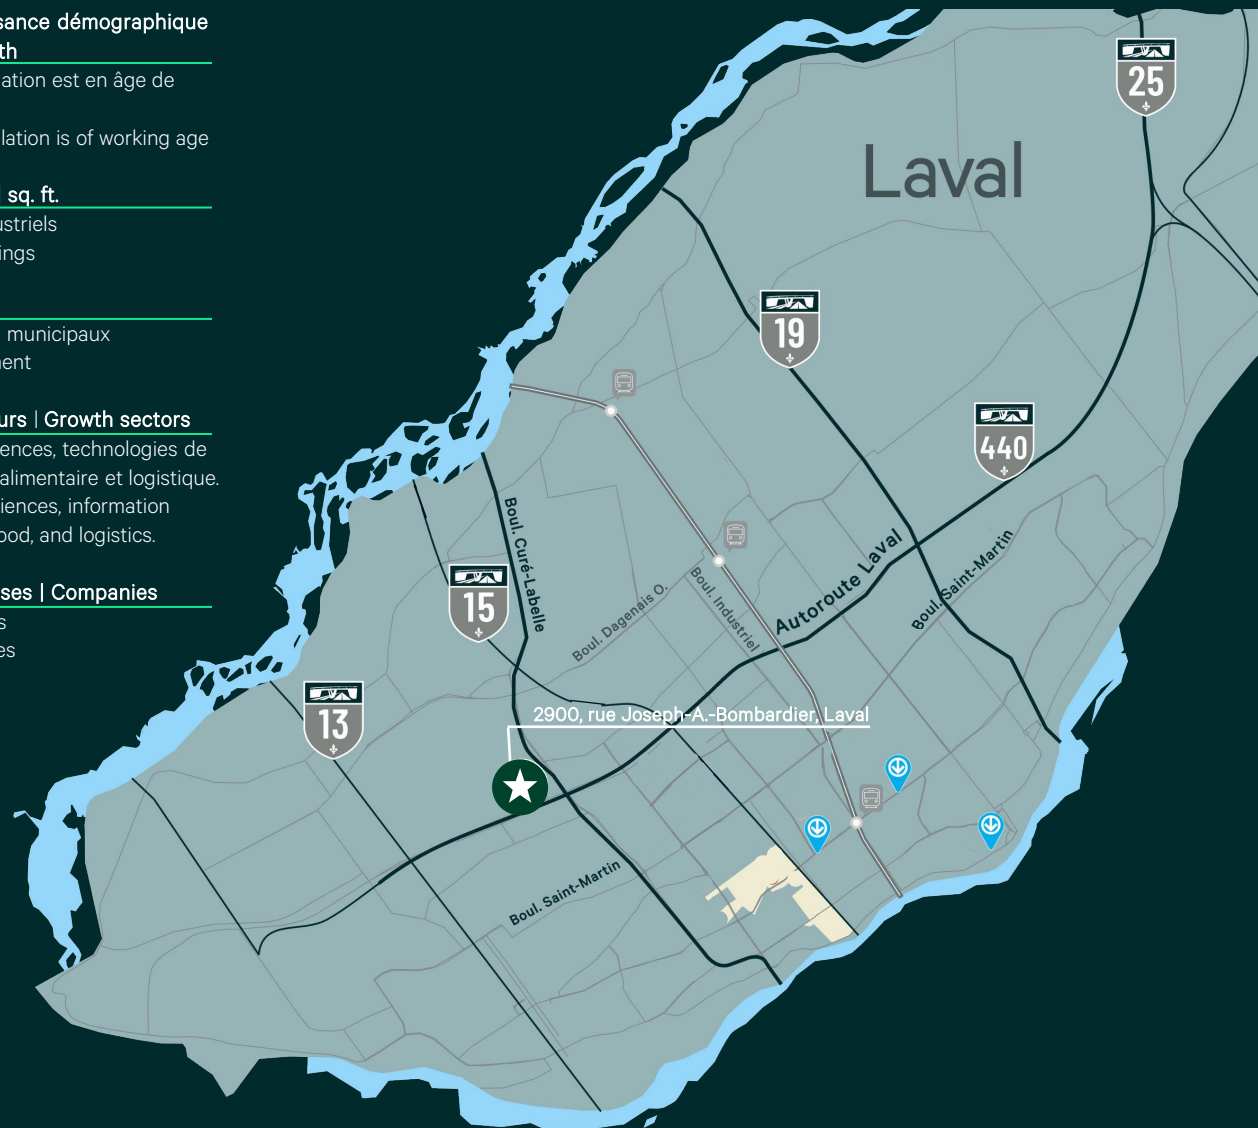 sance démographique
th
ation est en âge de
lation is of working age
sq. ft.
ustriels
ings
municipaux
nent
urs | Growth sectors
ences, technologies de
alimentaire et logistique.
iences, information
ood, and logistics.
ses | Companies
s
es
Laval
25
19
440
15
13
Boul. Curé-Labelle
Boul. Dagenais O.
Boul. Industriel
Autoroute Laval
Boul. Saint-Martin
2900, rue Joseph-A.-Bombardier, Laval
Boul. Saint-Martin